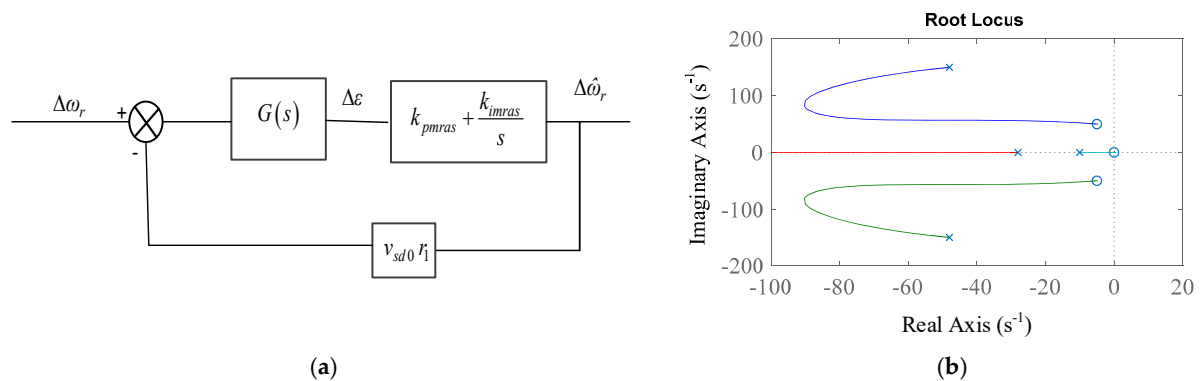 Δω_r
+
-
G(s)
Δε
k_pmras + k_imras / s
Δω̂_r
v_sd0 r_1
(a)
Root Locus
Imaginary Axis (s⁻¹)
200
100
0
-100
-200
-100 -80 -60 -40 -20 0 20
Real Axis (s⁻¹)
(b)